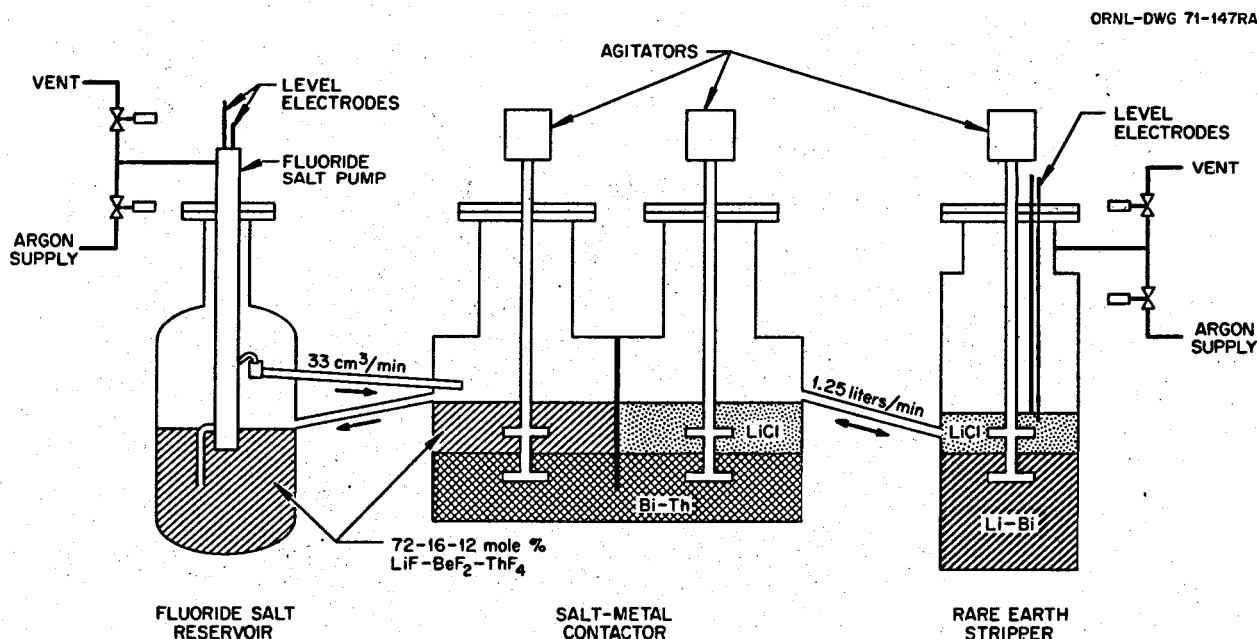 ORNL-DWG 71-147RA
AGITATORS
VENT
LEVEL
ELECTRODES
FLUORIDE
SALT PUMP
ARGON
SUPPLY
LEVEL
ELECTRODES
VENT
ARGON
SUPPLY
33 cm³/min
1.25 liters/min
LiCl
LiCl
Bi-Th
Li-Bi
72-16-12 mole %
LiF-BeF₂-ThF₄
FLUORIDE SALT
RESERVOIR
SALT-METAL
CONTACTOR
RARE EARTH
STRIPPER